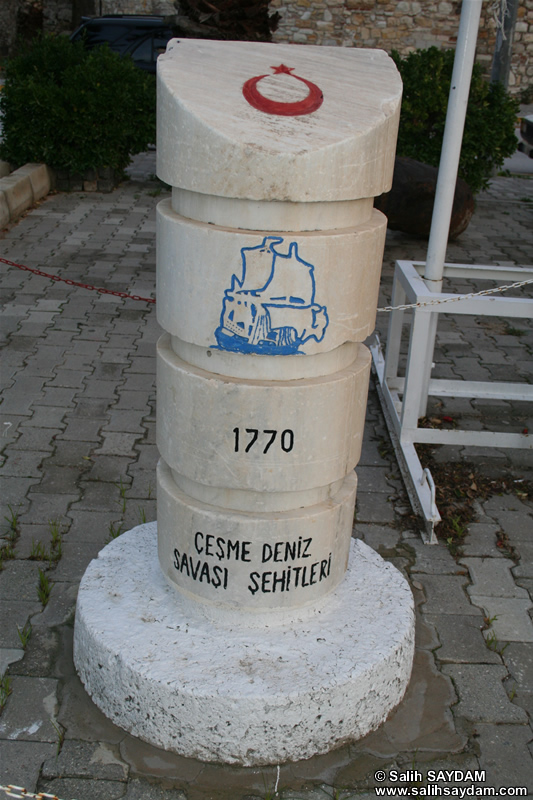 1770
ÇEŞME DENİZ
SAVAŞI ŞEHİTLERİ
© Salih SAYDAM
www.salihsaydam.com